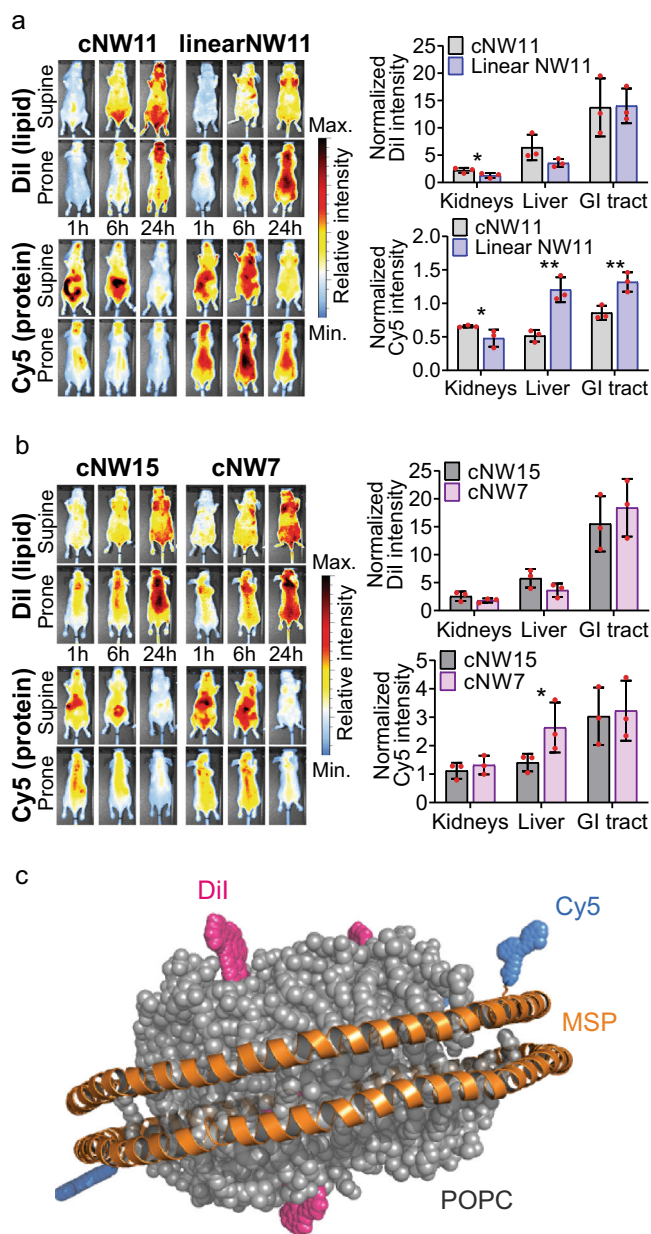 a
cNW11 linearNW11
DiI (lipid)
Supine
Prone
1h 6h 24h 1h 6h 24h
Cy5 (protein)
Supine
Prone
Max.
Relative intensity
Min.
Normalized
DiI intensity
25
20
15
10
5
0
cNW11
Linear NW11
*
Kidneys Liver GI tract
Normalized
Cy5 intensity
2.0
1.5
1.0
0.5
0.0
cNW11
Linear NW11
* ** **
Kidneys Liver GI tract
b
cNW15 cNW7
DiI (lipid)
Supine
Prone
1h 6h 24h 1h 6h 24h
Cy5 (protein)
Supine
Prone
Max.
Relative intensity
Min.
Normalized
DiI intensity
25
20
15
10
5
0
cNW15
cNW7
Kidneys Liver GI tract
Normalized
Cy5 intensity
6
5
4
3
2
1
0
cNW15
cNW7
*
Kidneys Liver GI tract
c
DiI
Cy5
MSP
POPC